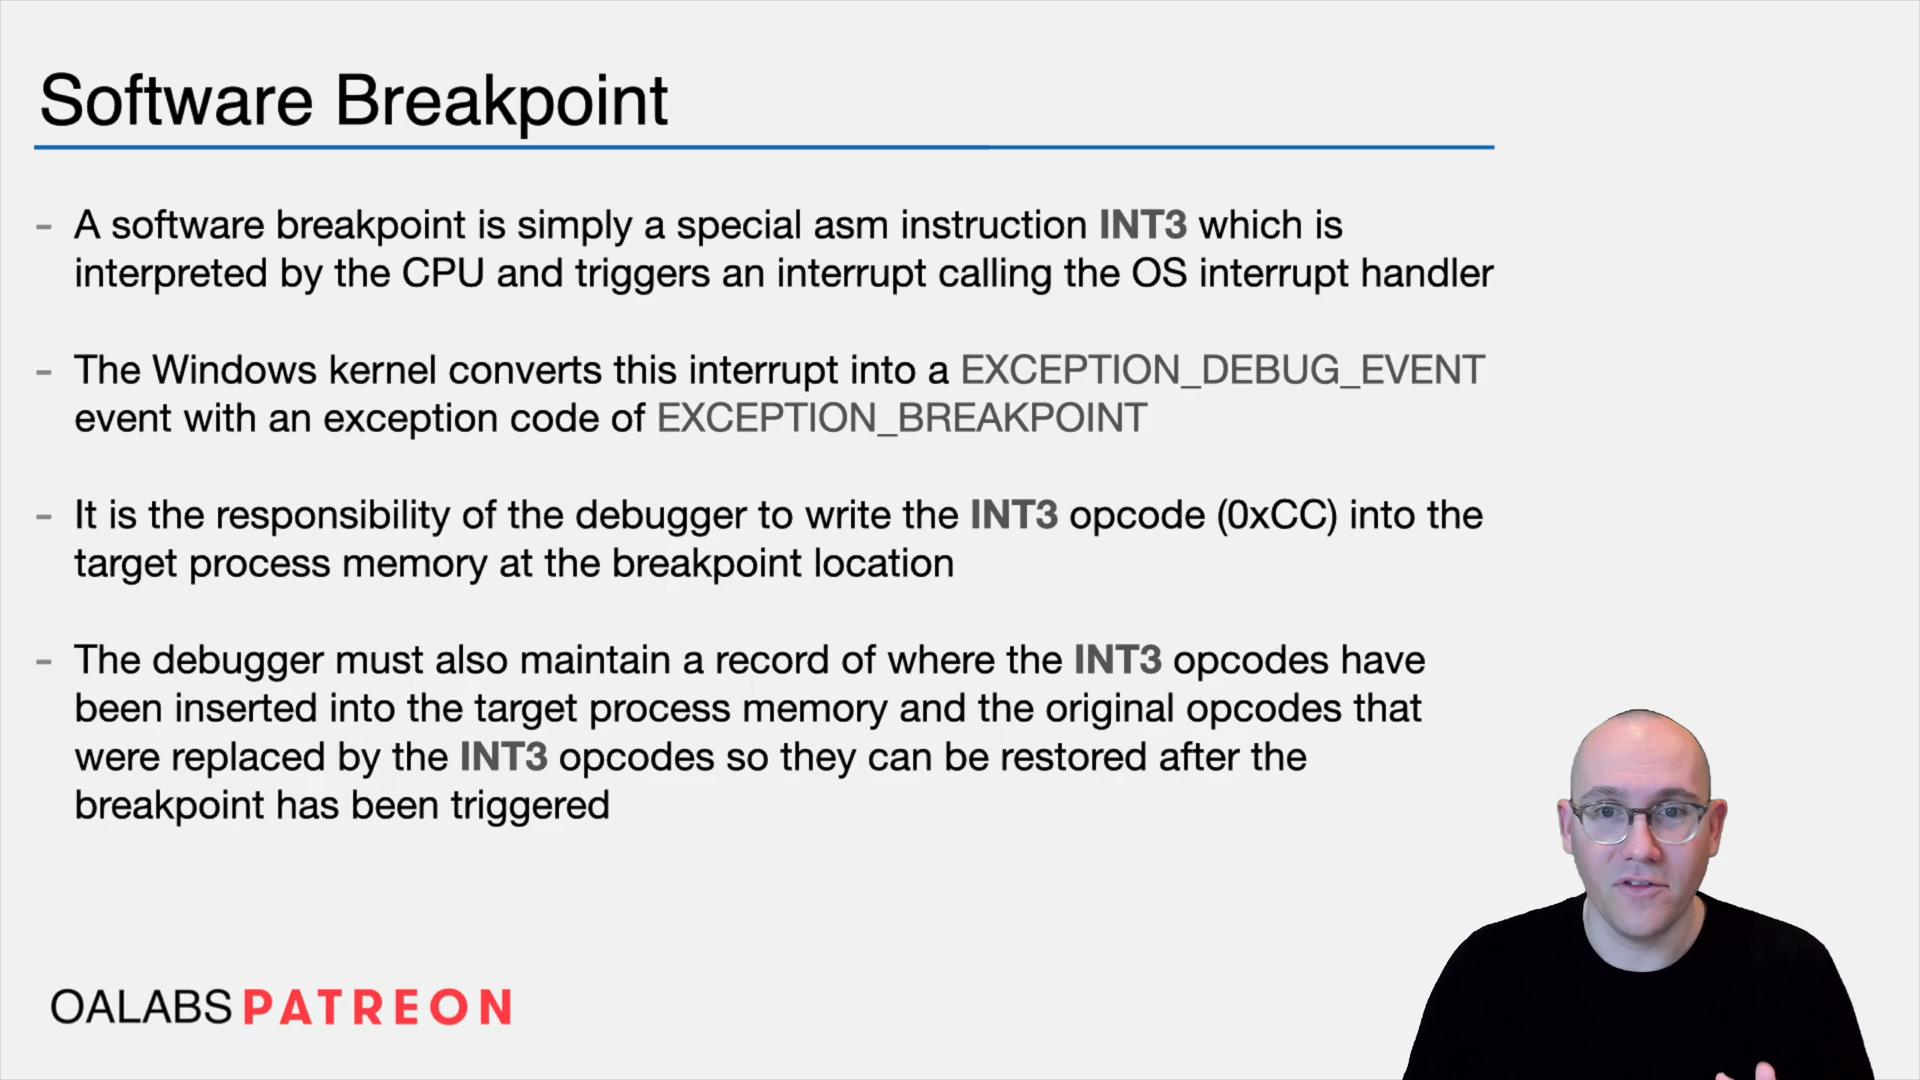 Software Breakpoint
- A software breakpoint is simply a special asm instruction INT3 which is
interpreted by the CPU and triggers an interrupt calling the OS interrupt handler
- The Windows kernel converts this interrupt into a EXCEPTION_DEBUG_EVENT
event with an exception code of EXCEPTION_BREAKPOINT
- It is the responsibility of the debugger to write the INT3 opcode (0xCC) into the
target process memory at the breakpoint location
- The debugger must also maintain a record of where the INT3 opcodes have
been inserted into the target process memory and the original opcodes that
were replaced by the INT3 opcodes so they can be restored after the
breakpoint has been triggered
OALABS PATREON